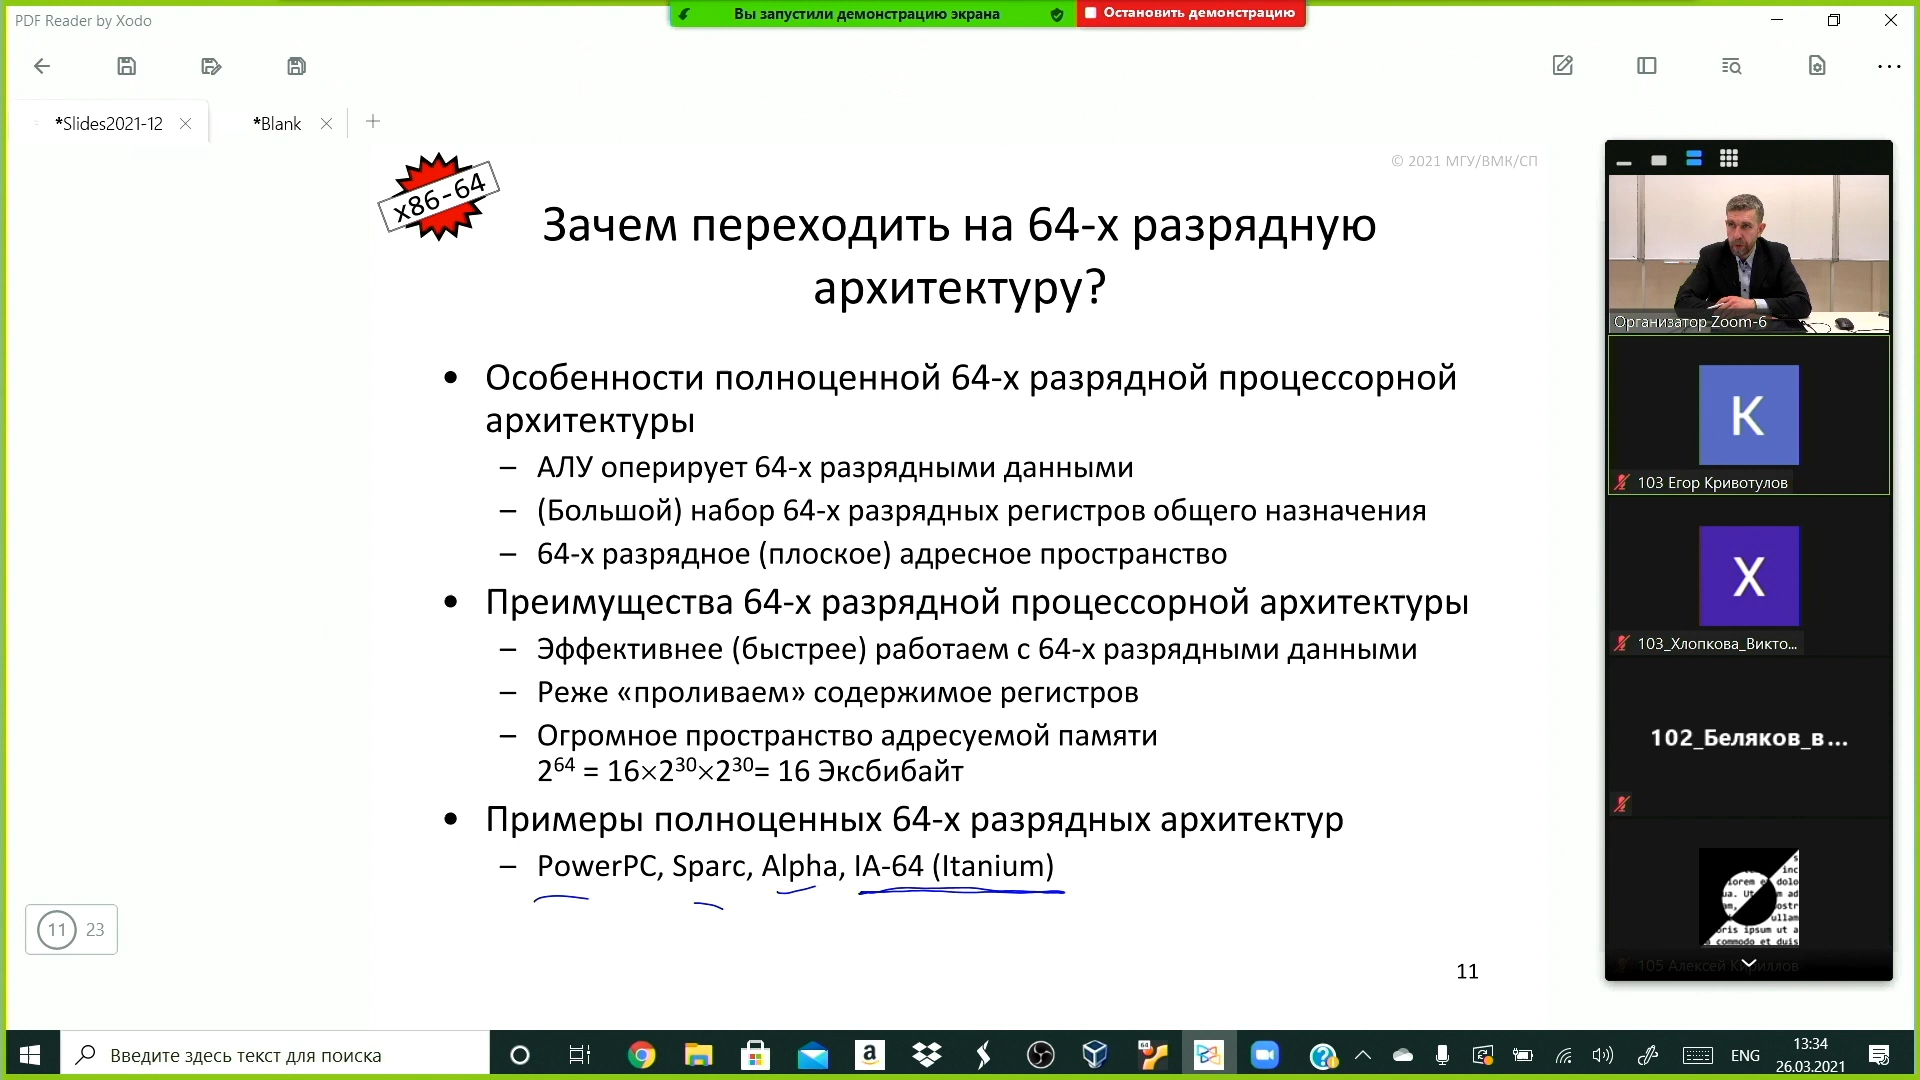 PDF Reader by Xodo
Вы запустили демонстрацию экрана
Остановить демонстрацию
*Slides2021-12
*Blank
x86-64
© 2021 МГУ/ВМК/СП
Зачем переходить на 64-х разрядную
архитектуру?
• Особенности полноценной 64-х разрядной процессорной
архитектуры
– АЛУ оперирует 64-х разрядными данными
– (Большой) набор 64-х разрядных регистров общего назначения
– 64-х разрядное (плоское) адресное пространство
• Преимущества 64-х разрядной процессорной архитектуры
– Эффективнее (быстрее) работаем с 64-х разрядными данными
– Реже «проливаем» содержимое регистров
– Огромное пространство адресуемой памяти
2⁶⁴ = 16×2³⁰×2³⁰= 16 Эксбибайт
• Примеры полноценных 64-х разрядных архитектур
– PowerPC, Sparc, Alpha, IA-64 (Itanium)
11
11 23
Организатор Zoom-6
К
103 Егор Кривотулов
Х
103_Хлопкова_Викто...
102_Беляков_в...
105 Алексей Кириллов
Введите здесь текст для поиска
ENG
13:34
26.03.2021